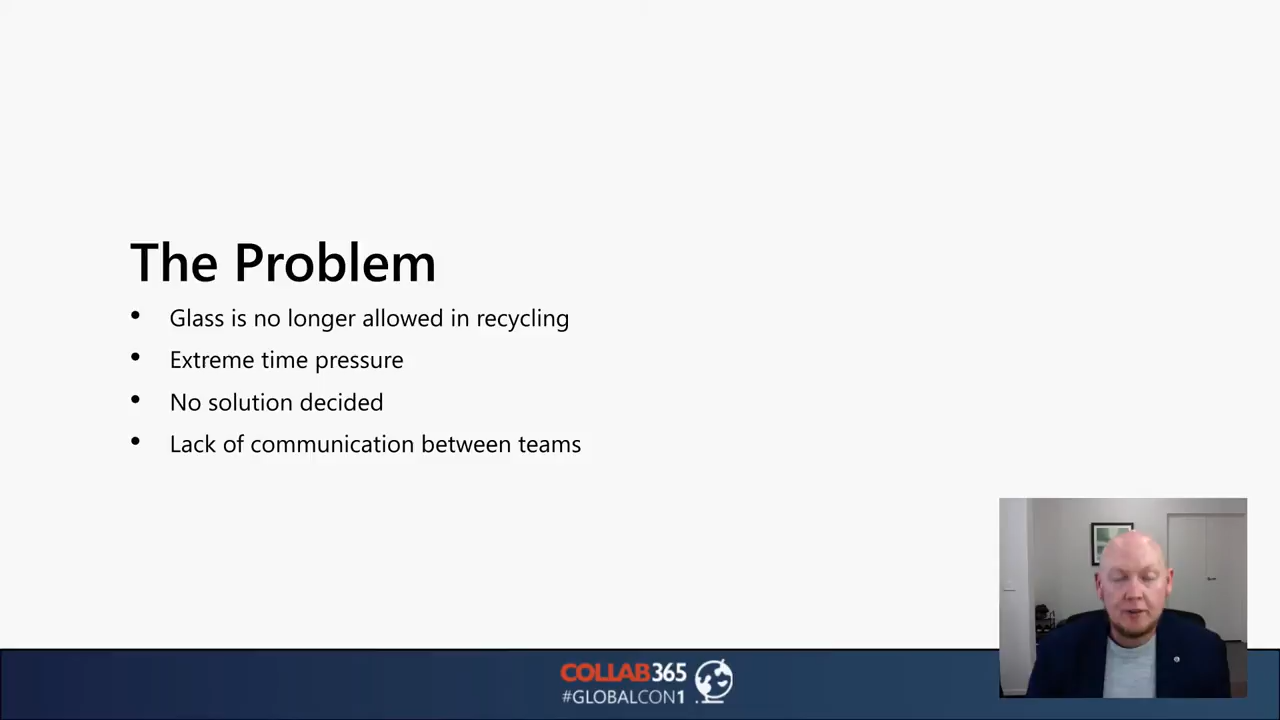 The Problem
• Glass is no longer allowed in recycling
• Extreme time pressure
• No solution decided
• Lack of communication between teams
COLLAB365
#GLOBALCON1